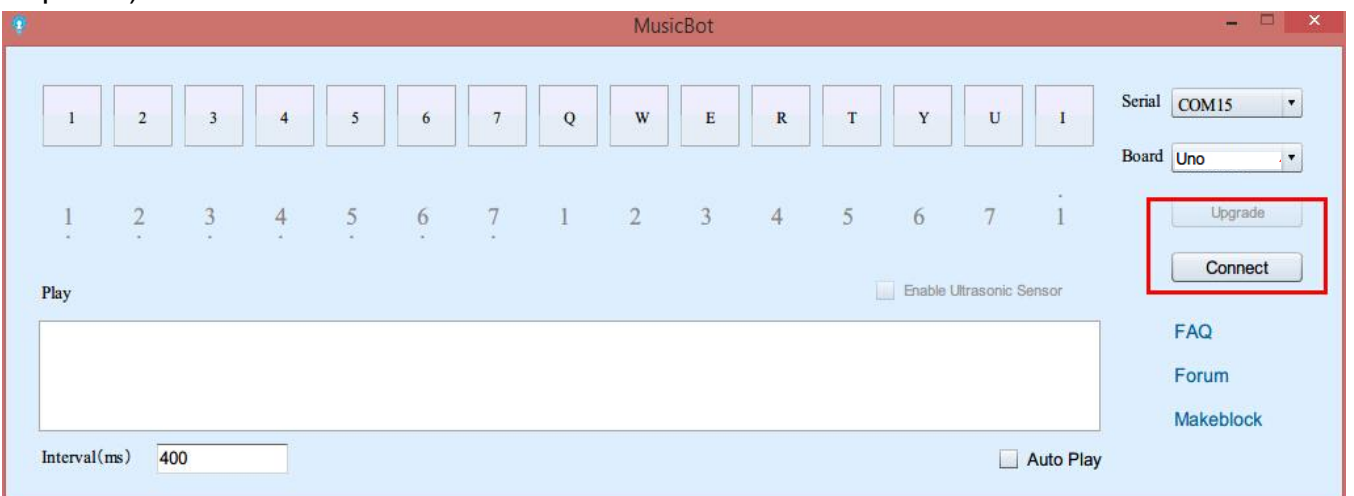 MusicBot
1 2 3 4 5 6 7 Q W E R T Y U I
Serial COM15
Board Uno
1 2 3 4 5 6 7 1 2 3 4 5 6 7 1
Upgrade
Connect
Play
Enable Ultrasonic Sensor
FAQ
Forum
Makeblock
Interval(ms) 400
Auto Play